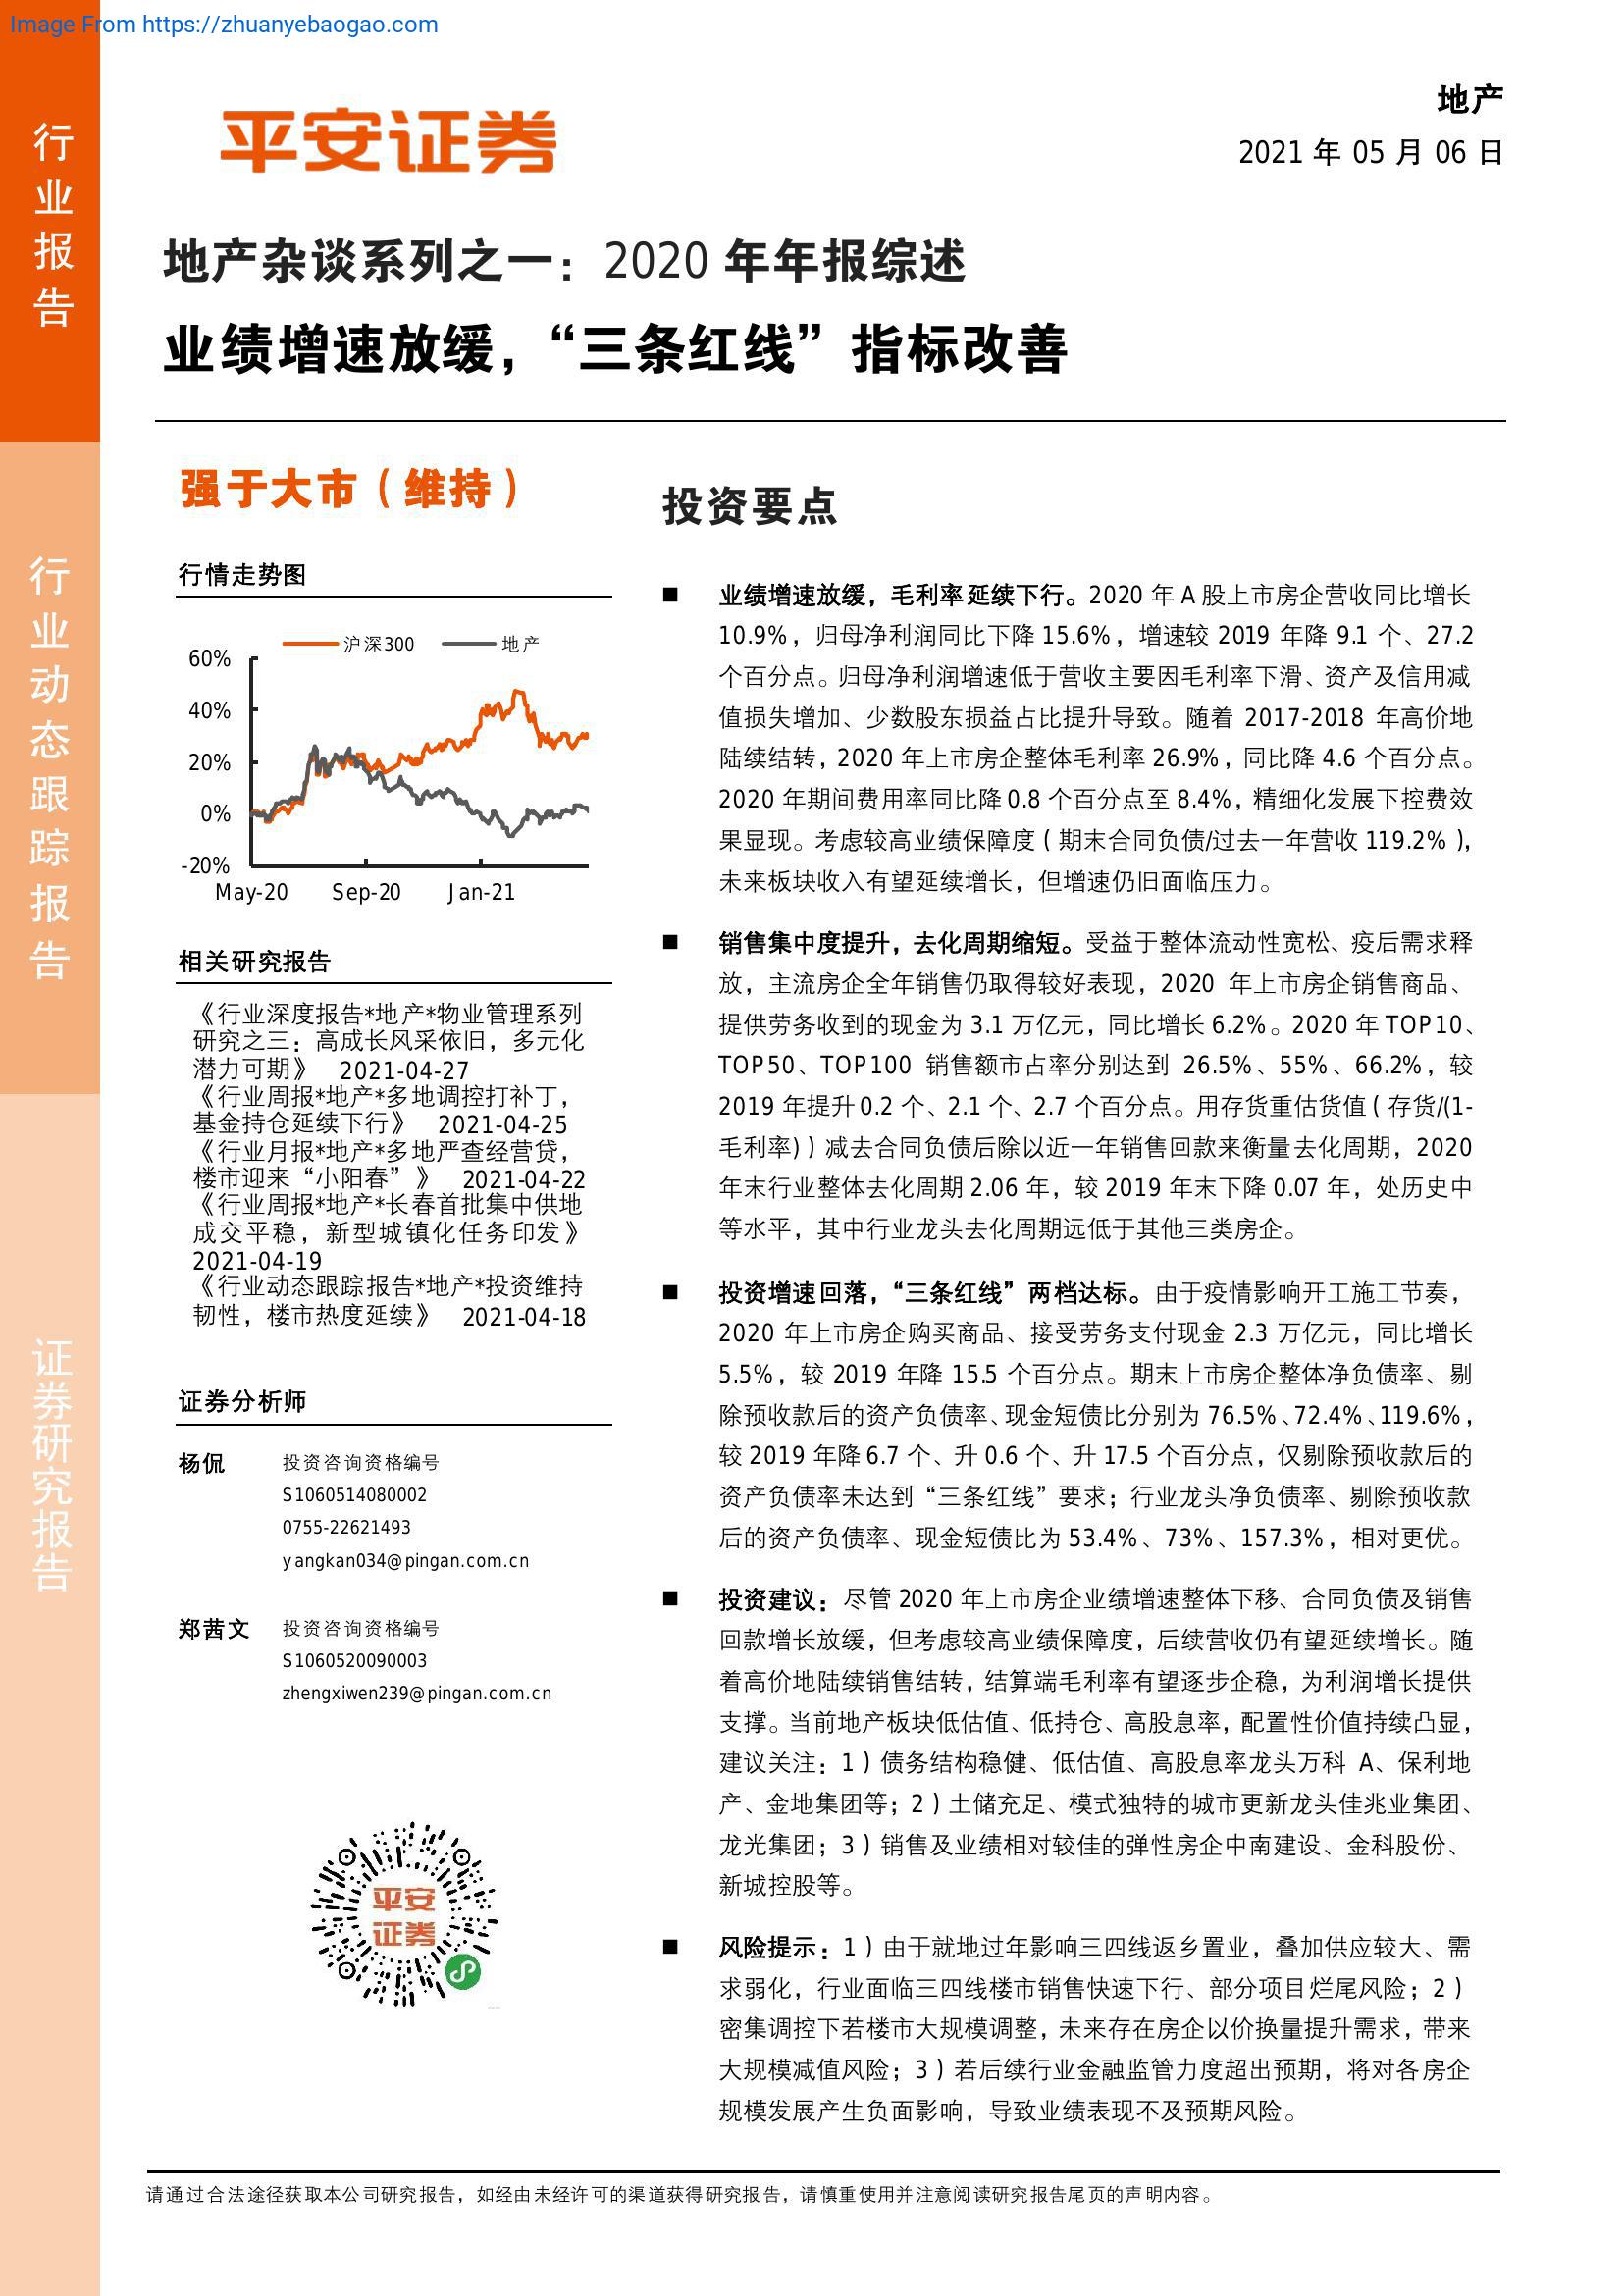 Image From https://zhuanyebaogao.com
行业报告
行业动态跟踪报告
证券研究报告
平安证券
地产
2021 年 05 月 06 日
地产杂谈系列之一：2020 年年报综述
业绩增速放缓，“三条红线”指标改善
强于大市（维持）
行情走势图
沪深300 地产
60%
40%
20%
0%
-20%
May-20 Sep-20 Jan-21
相关研究报告
《行业深度报告*地产*物业管理系列
研究之三：高成长风采依旧，多元化
潜力可期》 2021-04-27
《行业周报*地产*多地调控打补丁，
基金持仓延续下行》 2021-04-25
《行业月报*地产*多地严查经营贷，
楼市迎来“小阳春”》 2021-04-22
《行业周报*地产*长春首批集中供地
成交平稳，新型城镇化任务印发》
2021-04-19
《行业动态跟踪报告*地产*投资维持
韧性，楼市热度延续》 2021-04-18
证券分析师
杨侃 投资咨询资格编号
S1060514080002
0755-22621493
yangkan034@pingan.com.cn
郑茜文 投资咨询资格编号
S1060520090003
zhengxiwen239@pingan.com.cn
平安
证券
投资要点
■ 业绩增速放缓，毛利率延续下行。2020 年 A 股上市房企营收同比增长
10.9%，归母净利润同比下降 15.6%，增速较 2019 年降 9.1 个、27.2
个百分点。归母净利润增速低于营收主要因毛利率下滑、资产及信用减
值损失增加、少数股东损益占比提升导致。随着 2017-2018 年高价地
陆续结转，2020 年上市房企整体毛利率 26.9%，同比降 4.6 个百分点。
2020 年期间费用率同比降 0.8 个百分点至 8.4%，精细化发展下控费效
果显现。考虑较高业绩保障度（期末合同负债/过去一年营收 119.2%），
未来板块收入有望延续增长，但增速仍旧面临压力。
■ 销售集中度提升，去化周期缩短。受益于整体流动性宽松、疫后需求释
放，主流房企全年销售仍取得较好表现，2020 年上市房企销售商品、
提供劳务收到的现金为 3.1 万亿元，同比增长 6.2%。2020 年 TOP10、
TOP50、TOP100 销售额市占率分别达到 26.5%、55%、66.2%，较
2019 年提升 0.2 个、2.1 个、2.7 个百分点。用存货重估货值（存货/(1-
毛利率)）减去合同负债后除以近一年销售回款来衡量去化周期，2020
年末行业整体去化周期 2.06 年，较 2019 年末下降 0.07 年，处历史中
等水平，其中行业龙头去化周期远低于其他三类房企。
■ 投资增速回落，“三条红线”两档达标。由于疫情影响开工施工节奏，
2020 年上市房企购买商品、接受劳务支付现金 2.3 万亿元，同比增长
5.5%，较 2019 年降 15.5 个百分点。期末上市房企整体净负债率、剔
除预收款后的资产负债率、现金短债比分别为 76.5%、72.4%、119.6%，
较 2019 年降 6.7 个、升 0.6 个、升 17.5 个百分点，仅剔除预收款后的
资产负债率未达到“三条红线”要求；行业龙头净负债率、剔除预收款
后的资产负债率、现金短债比为 53.4%、73%、157.3%，相对更优。
■ 投资建议：尽管 2020 年上市房企业绩增速整体下移、合同负债及销售
回款增长放缓，但考虑较高业绩保障度，后续营收仍有望延续增长。随
着高价地陆续销售结转，结算端毛利率有望逐步企稳，为利润增长提供
支撑。当前地产板块低估值、低持仓、高股息率，配置性价值持续凸显，
建议关注：1）债务结构稳健、低估值、高股息率龙头万科 A、保利地
产、金地集团等；2）土储充足、模式独特的城市更新龙头佳兆业集团、
龙光集团；3）销售及业绩相对较佳的弹性房企中南建设、金科股份、
新城控股等。
■ 风险提示：1）由于就地过年影响三四线返乡置业，叠加供应较大、需
求弱化，行业面临三四线楼市销售快速下行、部分项目烂尾风险；2）
密集调控下若楼市大规模调整，未来存在房企以价换量提升需求，带来
大规模减值风险；3）若后续行业金融监管力度超出预期，将对各房企
规模发展产生负面影响，导致业绩表现不及预期风险。
请通过合法途径获取本公司研究报告，如经由未经许可的渠道获得研究报告，请慎重使用并注意阅读研究报告尾页的声明内容。